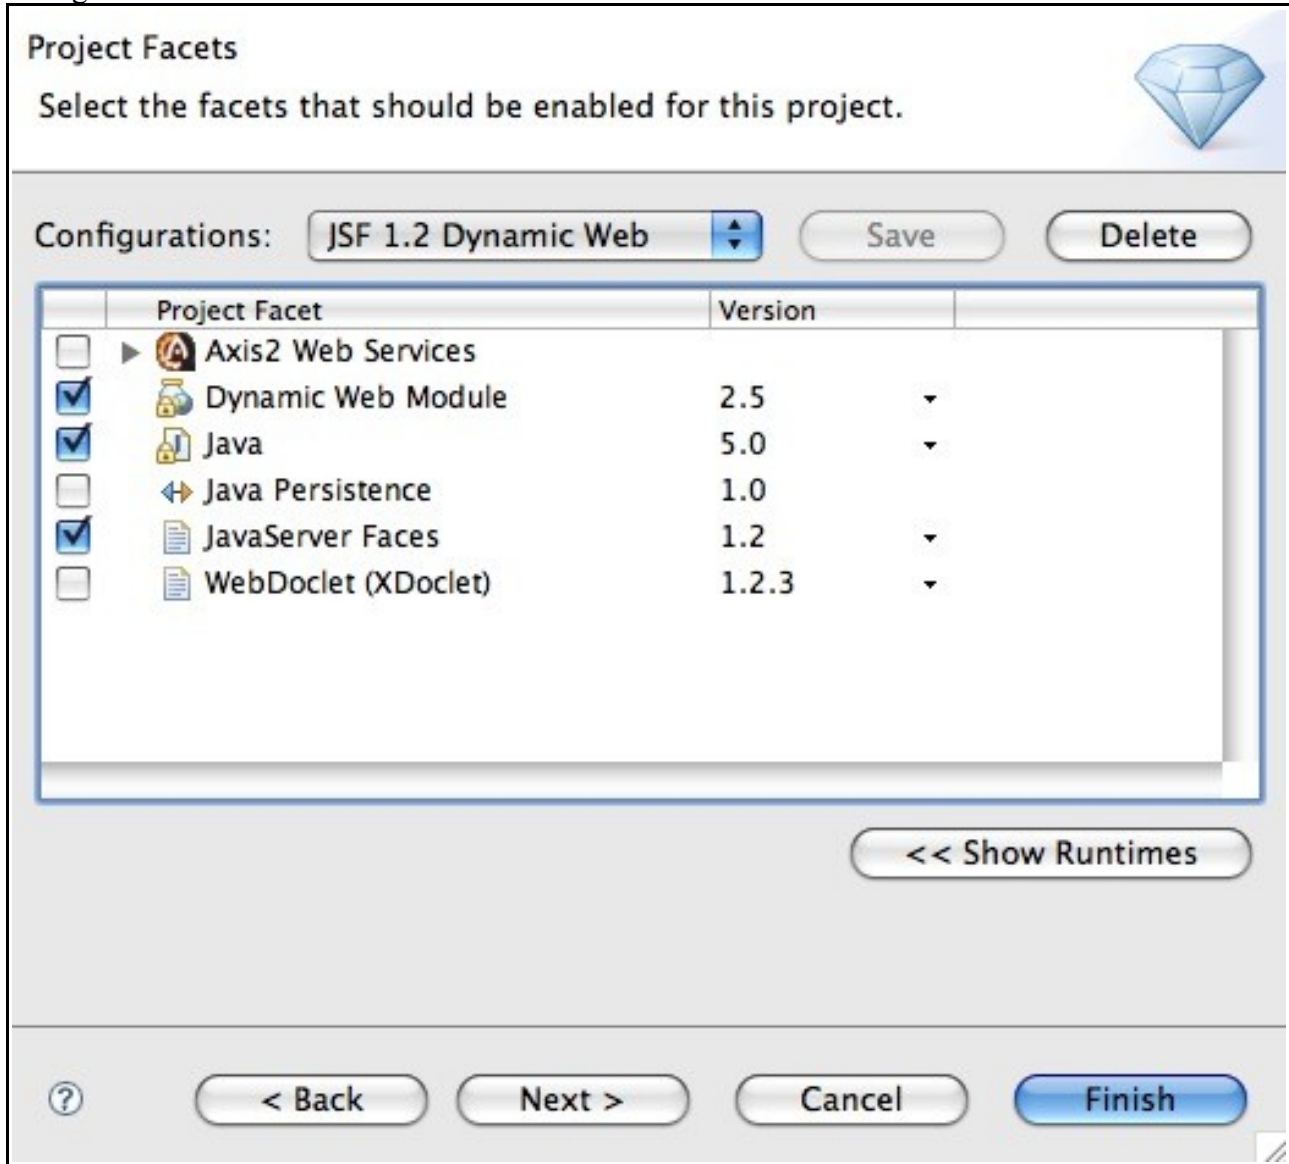 Project Facets
Select the facets that should be enabled for this project.
Configurations: JSF 1.2 Dynamic Web Save Delete
Project Facet Version
Axis2 Web Services
Dynamic Web Module 2.5
Java 5.0
Java Persistence 1.0
JavaServer Faces 1.2
WebDoclet (XDoclet) 1.2.3
<< Show Runtimes
? < Back Next > Cancel Finish